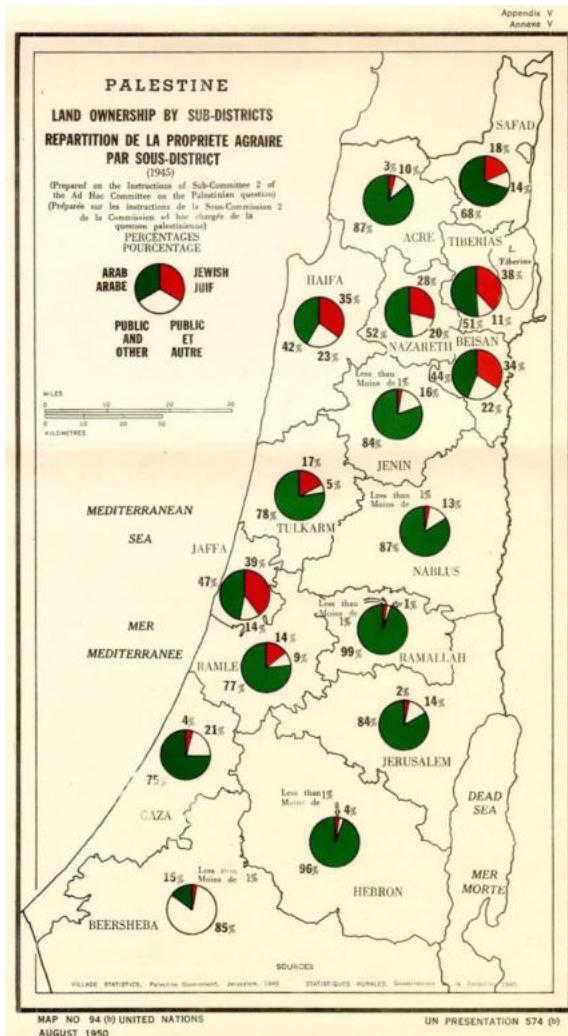 Appendix V
Annexe V
PALESTINE
LAND OWNERSHIP BY SUB-DISTRICTS
REPARTITION DE LA PROPRIETE AGRAIRE
PAR SOUS-DISTRICT
(1945)
(Prepared on the Instructions of Sub-Committee 2 of
the Ad Hoc Committee on the Palestinian question)
(Préparée sur les instructions de la Sous-Commission 2
de la Commission ad hoc chargée de la
question palestinienne)
PERCENTAGES
POURCENTAGE
ARAB JEWISH
ARABE JUIF
PUBLIC PUBLIC
AND ET
OTHER AUTRE
MILES
0 10 20 30
KILOMETRES
SAFAD
18%
14%
68%
3% 10%
87%
ACRE
TIBERIAS
L.
Tiberias
38%
11%
51%
HAIFA
35%
42% 23%
28%
52% 20%
NAZARETH
BEISAN
34%
44%
22%
Less than
Moins de 1%
16%
84%
JENIN
17%
5%
78%
TULKARM
Less than 1%
Moins de
13%
87%
NABLUS
MEDITERRANEAN
SEA
JAFFA
39%
47%
14%
MER
MEDITERRANEE
Less than
Moins de
1%
1%
99%
RAMALLAH
14%
9%
77%
RAMLE
2% 14%
84%
JERUSALEM
4% 21%
75%
GAZA
Less than 1%
Moins de
4%
96%
HEBRON
DEAD
SEA
MER
MORTE
15%
Less than
Moins de 1%
85%
BEERSHEBA
SOURCES
VILLAGE STATISTICS, Palestine Government, Jerusalem, 1945
STATISTIQUES RURALES,
MAP NO 94 (b) UNITED NATIONS
AUGUST 1950
UN PRESENTATION 574 (b)